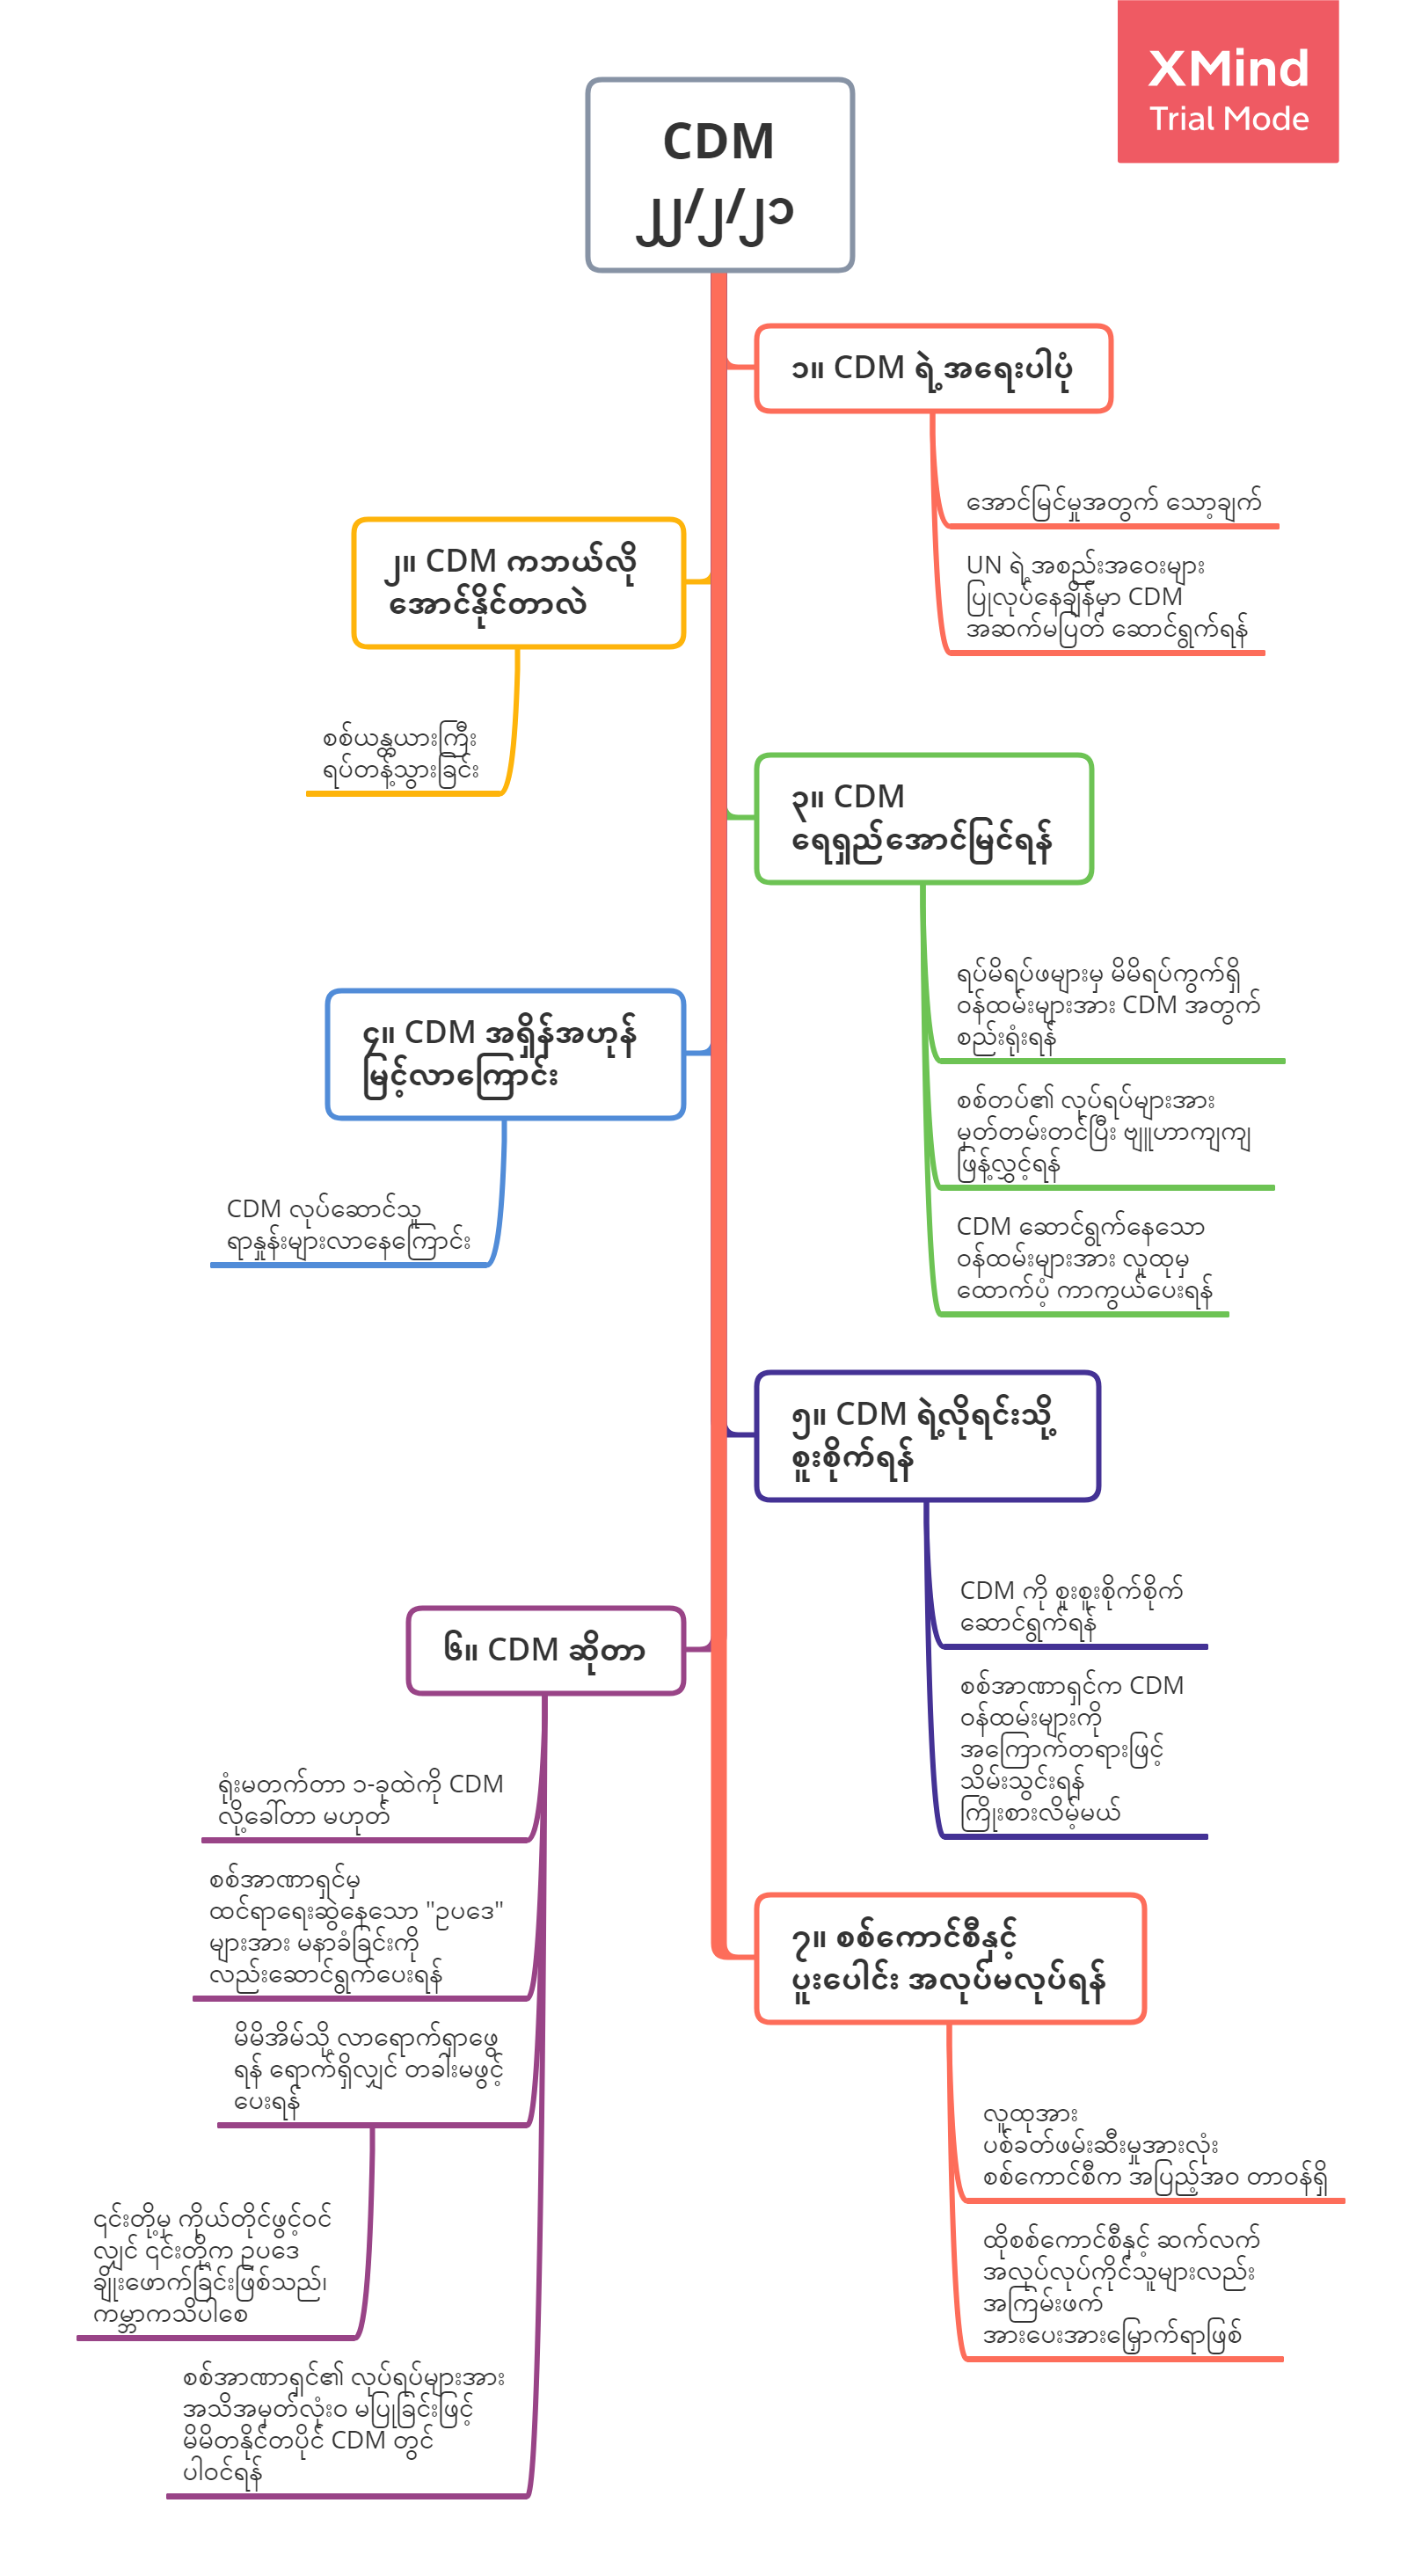 XMind
Trial Mode
CDM
၂၂/၂/၂၁
၁။ CDM ရဲ့အရေးပါပုံ
အောင်မြင်မှုအတွက် သော့ချက်
UN ရဲ့အစည်းအဝေးများ
ပြုလုပ်နေချိန်မှာ CDM
အဆက်မပြတ် ဆောင်ရွက်ရန်
၂။ CDM ကဘယ်လို
အောင်နိုင်တာလဲ
စစ်ယန္တယားကြီး
ရပ်တန့်သွားခြင်း
၃။ CDM
ရေရှည်အောင်မြင်ရန်
ရပ်မိရပ်ဖများမှ မိမိရပ်ကွက်ရှိ
ဝန်ထမ်းများအား CDM အတွက်
စည်းရုံးရန်
စစ်တပ်၏ လုပ်ရပ်များအား
မှတ်တမ်းတင်ပြီး ဗျူဟာကျကျ
ဖြန့်လွှင့်ရန်
CDM ဆောင်ရွက်နေသော
ဝန်ထမ်းများအား လူထုမှ
ထောက်ပံ့ ကာကွယ်ပေးရန်
၄။ CDM အရှိန်အဟုန်
မြင့်လာကြောင်း
CDM လုပ်ဆောင်သူ
ရာနှုန်းများလာနေကြောင်း
၅။ CDM ရဲ့လိုရင်းသို့
စူးစိုက်ရန်
CDM ကို စူးစူးစိုက်စိုက်
ဆောင်ရွက်ရန်
စစ်အာဏာရှင်က CDM
ဝန်ထမ်းများကို
အကြောက်တရားဖြင့်
သိမ်းသွင်းရန်
ကြိုးစားလိမ့်မယ်
၆။ CDM ဆိုတာ
ရုံးမတက်တာ ၁-ခုထဲကို CDM
လို့ခေါ်တာ မဟုတ်
စစ်အာဏာရှင်မှ
ထင်ရာရေးဆွဲနေသော "ဥပဒေ"
များအား မနာခံခြင်းကို
လည်းဆောင်ရွက်ပေးရန်
မိမိအိမ်သို့ လာရောက်ရှာဖွေ
ရန် ရောက်ရှိလျှင် တခါးမဖွင့်
ပေးရန်
၎င်းတို့မှ ကိုယ်တိုင်ဖွင့်ဝင်
လျှင် ၎င်းတို့က ဥပဒေ
ချိုးဖောက်ခြင်းဖြစ်သည်၊
ကမ္ဘာကသိပါစေ
စစ်အာဏာရှင်၏ လုပ်ရပ်များအား
အသိအမှတ်လုံးဝ မပြုခြင်းဖြင့်
မိမိတနိုင်တပိုင် CDM တွင်
ပါဝင်ရန်
၇။ စစ်ကောင်စီနှင့်
ပူးပေါင်း အလုပ်မလုပ်ရန်
လူထုအား
ပစ်ခတ်ဖမ်းဆီးမှုအားလုံး
စစ်ကောင်စီက အပြည့်အဝ တာဝန်ရှိ
ထိုစစ်ကောင်စီနှင့် ဆက်လက်
အလုပ်လုပ်ကိုင်သူများလည်း
အကြမ်းဖက်
အားပေးအားမြှောက်ရာဖြစ်